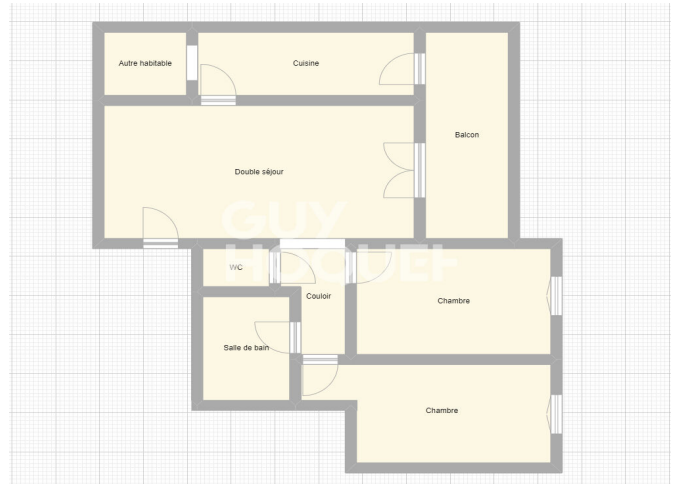 Autre habitable
Cuisine
Balcon
Double séjour
GUY
HOQUET
WC
Couloir
Chambre
Salle de bain
Chambre